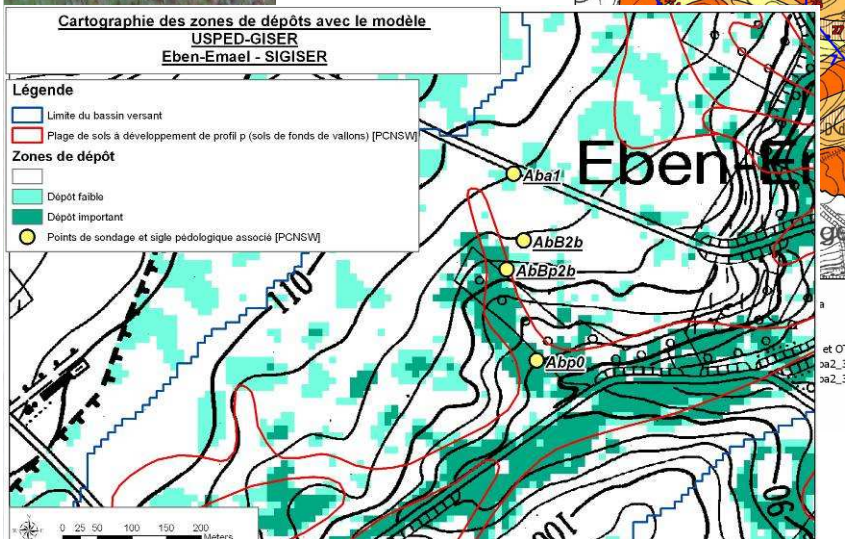 Cartographie des zones de dépôts avec le modèle
USPED-GISER
Eben-Emael - SIGISER
Légende
Limite du bassin versant
Plage de sols à développement de profil p (sols de fonds de vallons) [PCNSW]
Zones de dépôt
Dépôt faible
Dépôt important
Points de sondage et sigle pédologique associé [PCNSW]
0 25 50 100 150 200
Meters
Aba1
Eben-E
AbB2b
AbBp2b
110
Abp0
100
90
27
et